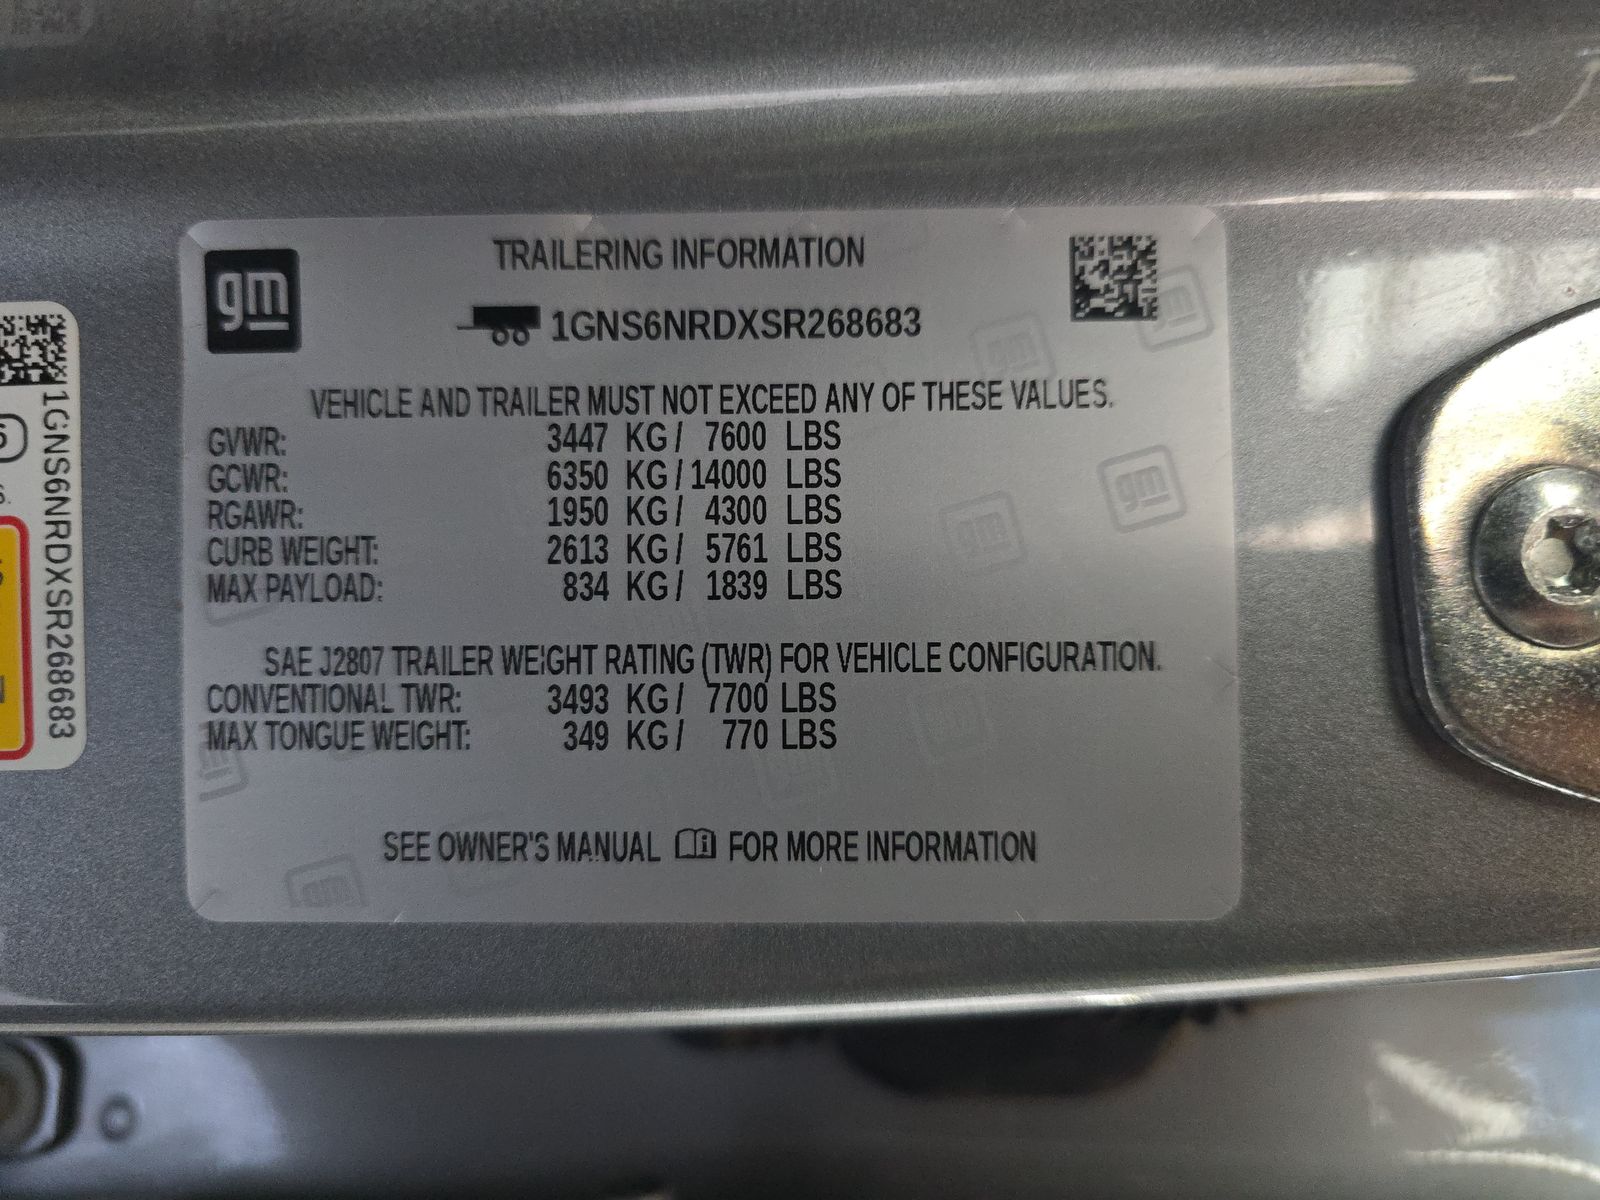 gm
TRAILERING INFORMATION
1GNS6NRDXSR268683
VEHICLE AND TRAILER MUST NOT EXCEED ANY OF THESE VALUES.
GVWR: 3447 KG / 7600 LBS
GCWR: 6350 KG / 14000 LBS
RGAWR: 1950 KG / 4300 LBS
CURB WEIGHT: 2613 KG / 5761 LBS
MAX PAYLOAD: 834 KG / 1839 LBS
SAE J2807 TRAILER WEIGHT RATING (TWR) FOR VEHICLE CONFIGURATION.
CONVENTIONAL TWR: 3493 KG / 7700 LBS
MAX TONGUE WEIGHT: 349 KG / 770 LBS
SEE OWNER'S MANUAL FOR MORE INFORMATION
1GNS6NRDXSR268683